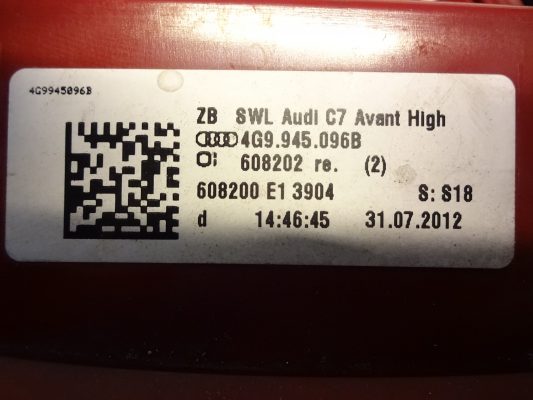 4G9945096B
ZB SWL Audi C7 Avant High
4G9.945.096B
608202 re. (2)
608200 E1 3904 S: S18
d 14:46:45 31.07.2012